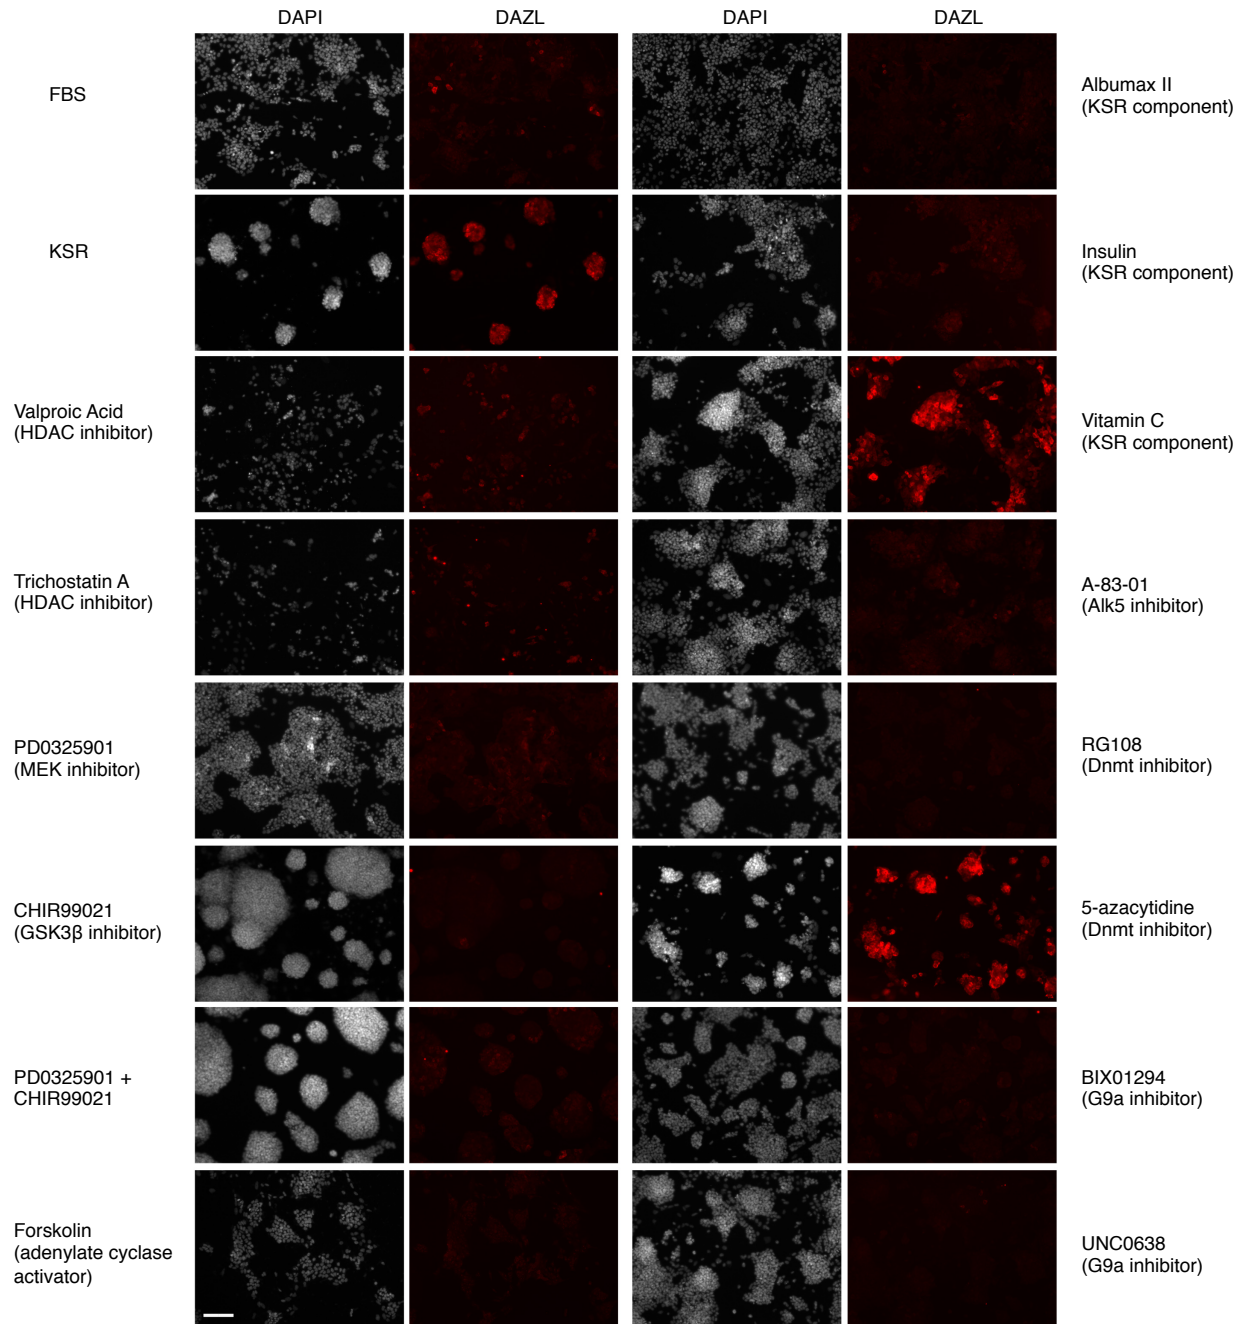 DAPI DAZL DAPI DAZL
FBS
Albumax II
(KSR component)
KSR
Insulin
(KSR component)
Valproic Acid
(HDAC inhibitor)
Vitamin C
(KSR component)
Trichostatin A
(HDAC inhibitor)
A-83-01
(Alk5 inhibitor)
PD0325901
(MEK inhibitor)
RG108
(Dnmt inhibitor)
CHIR99021
(GSK3β inhibitor)
5-azacytidine
(Dnmt inhibitor)
PD0325901 +
CHIR99021
BIX01294
(G9a inhibitor)
Forskolin
(adenylate cyclase
activator)
UNC0638
(G9a inhibitor)